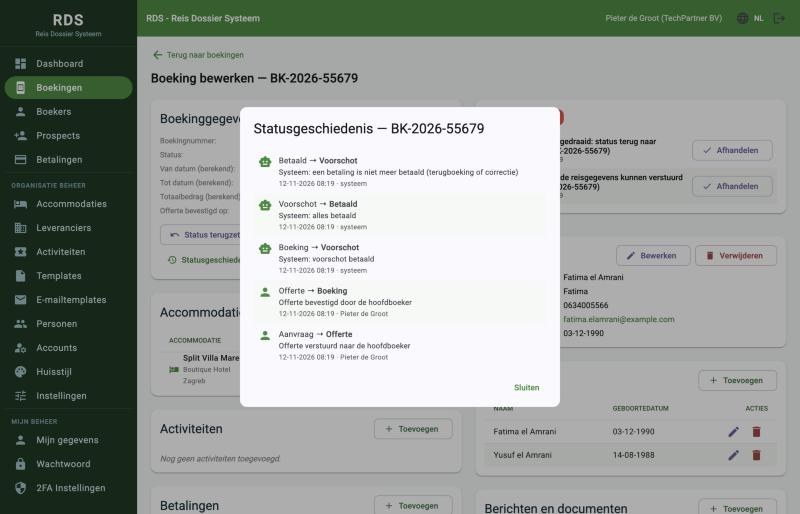 RDS
Reis Dossier Systeem
Dashboard
Boekingen
Boekers
Prospects
Betalingen
ORGANISATIE BEHEER
Accommodaties
Leveranciers
Activiteiten
Templates
E-mailtemplates
Personen
Accounts
Huisstijl
Instellingen
MIJN BEHEER
Mijn gegevens
Wachtwoord
2FA Instellingen
RDS - Reis Dossier Systeem
Pieter de Groot (TechPartner BV)
NL
Terug naar boekingen
Boeking bewerken — BK-2026-55679
Boekinggegeve
Boekingnummer:
Status:
Van datum (berekend):
Tot datum (berekend):
Totaalbedrag (berekend)
Offerte bevestigd op:
Status terugzet
Statusgeschiede
Accommodati
ACCOMMODATIE
Split Villa Mare
Boutique Hotel
Zagreb
Activiteiten
Toevoegen
Nog geen activiteiten toegevoegd.
Betalingen
Toevoegen
Statusgeschiedenis — BK-2026-55679
Betaald → Voorschot
Systeem: een betaling is niet meer betaald (terugboeking of correctie)
12-11-2026 08:19 · systeem
Voorschot → Betaald
Systeem: alles betaald
12-11-2026 08:19 · systeem
Boeking → Voorschot
Systeem: voorschot betaald
12-11-2026 08:19 · systeem
Offerte → Boeking
Offerte bevestigd door de hoofdboeker
12-11-2026 08:19 · Pieter de Groot
Aanvraag → Offerte
Offerte verstuurd naar de hoofdboeker
12-11-2026 08:19 · Pieter de Groot
Sluiten
gedraaid: status terug naar
-2026-55679)
Afhandelen
de reisgegevens kunnen verstuurd
026-55679)
Afhandelen
Bewerken
Verwijderen
Fatima el Amrani
Fatima
0634005566
fatima.elamrani@example.com
03-12-1990
Toevoegen
NAAM
GEBOORTEDATUM
ACTIES
Fatima el Amrani
03-12-1990
Yusuf el Amrani
14-08-1988
Berichten en documenten
Toevoegen